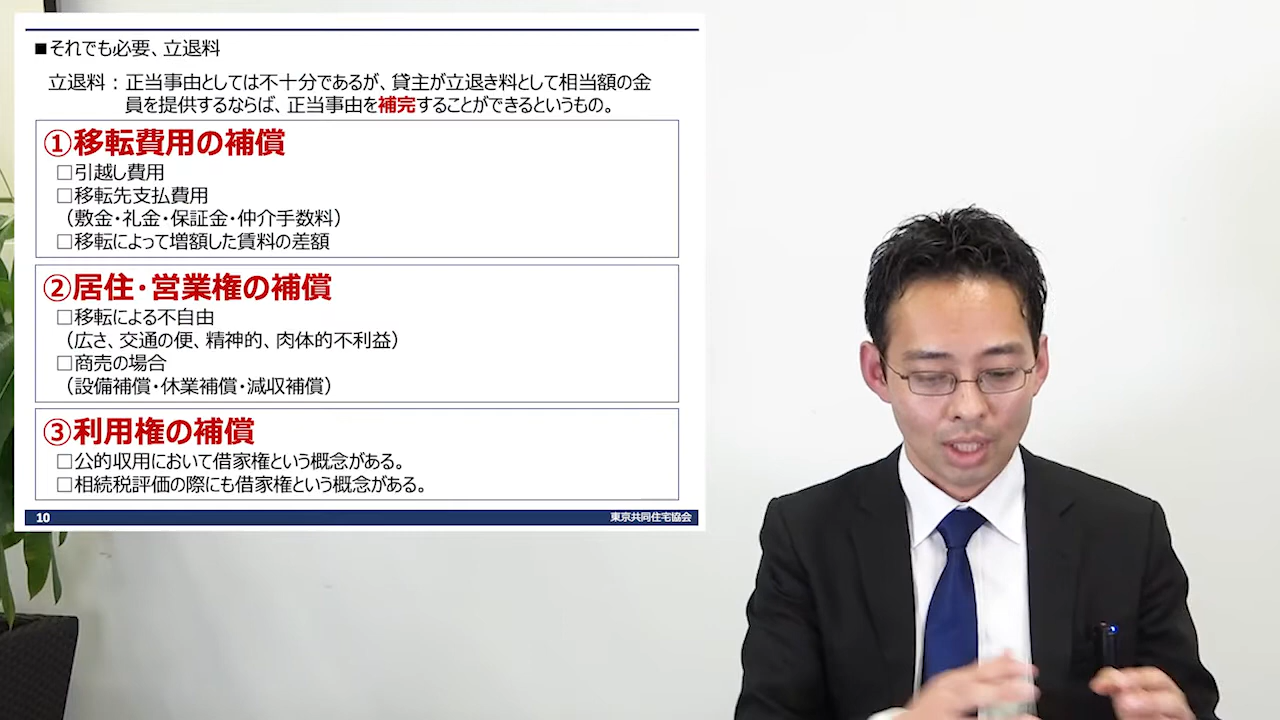 ■それでも必要、立退料
立退料：正当事由としては不十分であるが、貸主が立退き料として相当額の金
員を提供するならば、正当事由を補完することができるというもの。
①移転費用の補償
□引越し費用
□移転先支払費用
（敷金・礼金・保証金・仲介手数料）
□移転によって増額した賃料の差額
②居住・営業権の補償
□移転による不自由
（広さ、交通の便、精神的、肉体的不利益）
□商売の場合
（設備補償・休業補償・減収補償）
③利用権の補償
□公的収用において借家権という概念がある。
□相続税評価の際にも借家権という概念がある。
10
東京共同住宅協会